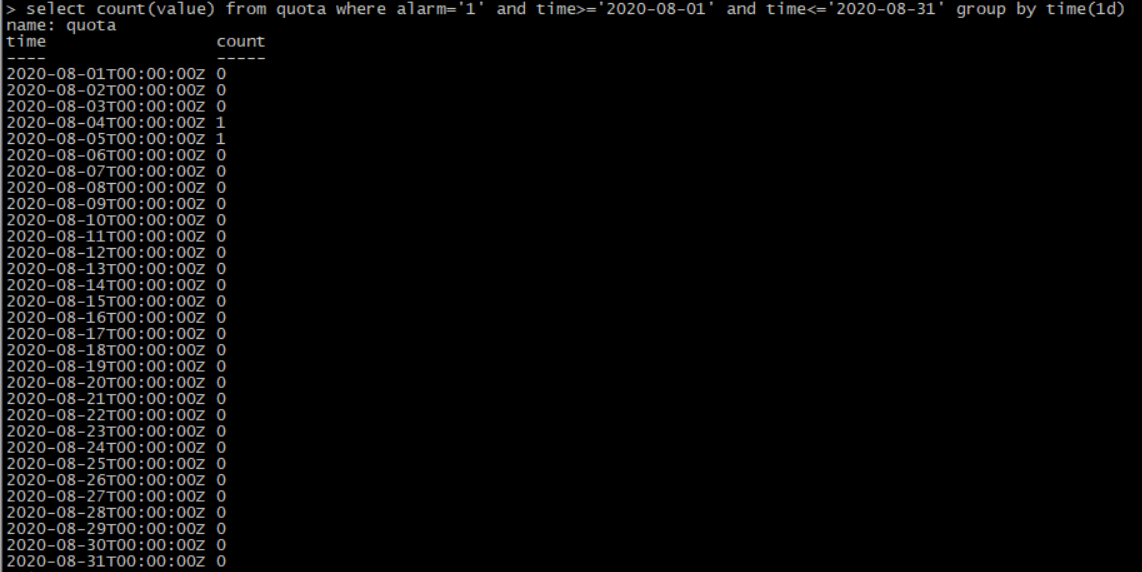 > select count(value) from quota where alarm='1' and time>='2020-08-01' and time<='2020-08-31' group by time(1d)
name: quota
time                 count
----                 -----
2020-08-01T00:00:00Z 0
2020-08-02T00:00:00Z 0
2020-08-03T00:00:00Z 0
2020-08-04T00:00:00Z 1
2020-08-05T00:00:00Z 1
2020-08-06T00:00:00Z 0
2020-08-07T00:00:00Z 0
2020-08-08T00:00:00Z 0
2020-08-09T00:00:00Z 0
2020-08-10T00:00:00Z 0
2020-08-11T00:00:00Z 0
2020-08-12T00:00:00Z 0
2020-08-13T00:00:00Z 0
2020-08-14T00:00:00Z 0
2020-08-15T00:00:00Z 0
2020-08-16T00:00:00Z 0
2020-08-17T00:00:00Z 0
2020-08-18T00:00:00Z 0
2020-08-19T00:00:00Z 0
2020-08-20T00:00:00Z 0
2020-08-21T00:00:00Z 0
2020-08-22T00:00:00Z 0
2020-08-23T00:00:00Z 0
2020-08-24T00:00:00Z 0
2020-08-25T00:00:00Z 0
2020-08-26T00:00:00Z 0
2020-08-27T00:00:00Z 0
2020-08-28T00:00:00Z 0
2020-08-29T00:00:00Z 0
2020-08-30T00:00:00Z 0
2020-08-31T00:00:00Z 0